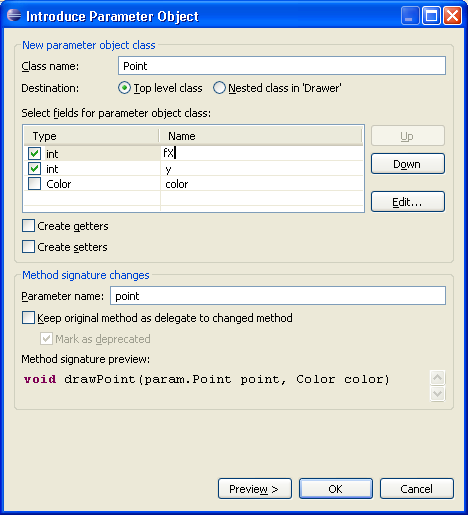 Introduce Parameter Object
New parameter object class
Class name: Point
Destination: Top level class Nested class in 'Drawer'
Select fields for parameter object class:
Type Name Up
int fX
int y Down
Color color
Edit...
Create getters
Create setters
Method signature changes
Parameter name: point
Keep original method as delegate to changed method
Mark as deprecated
Method signature preview:
void drawPoint(param.Point point, Color color)
Preview > OK Cancel